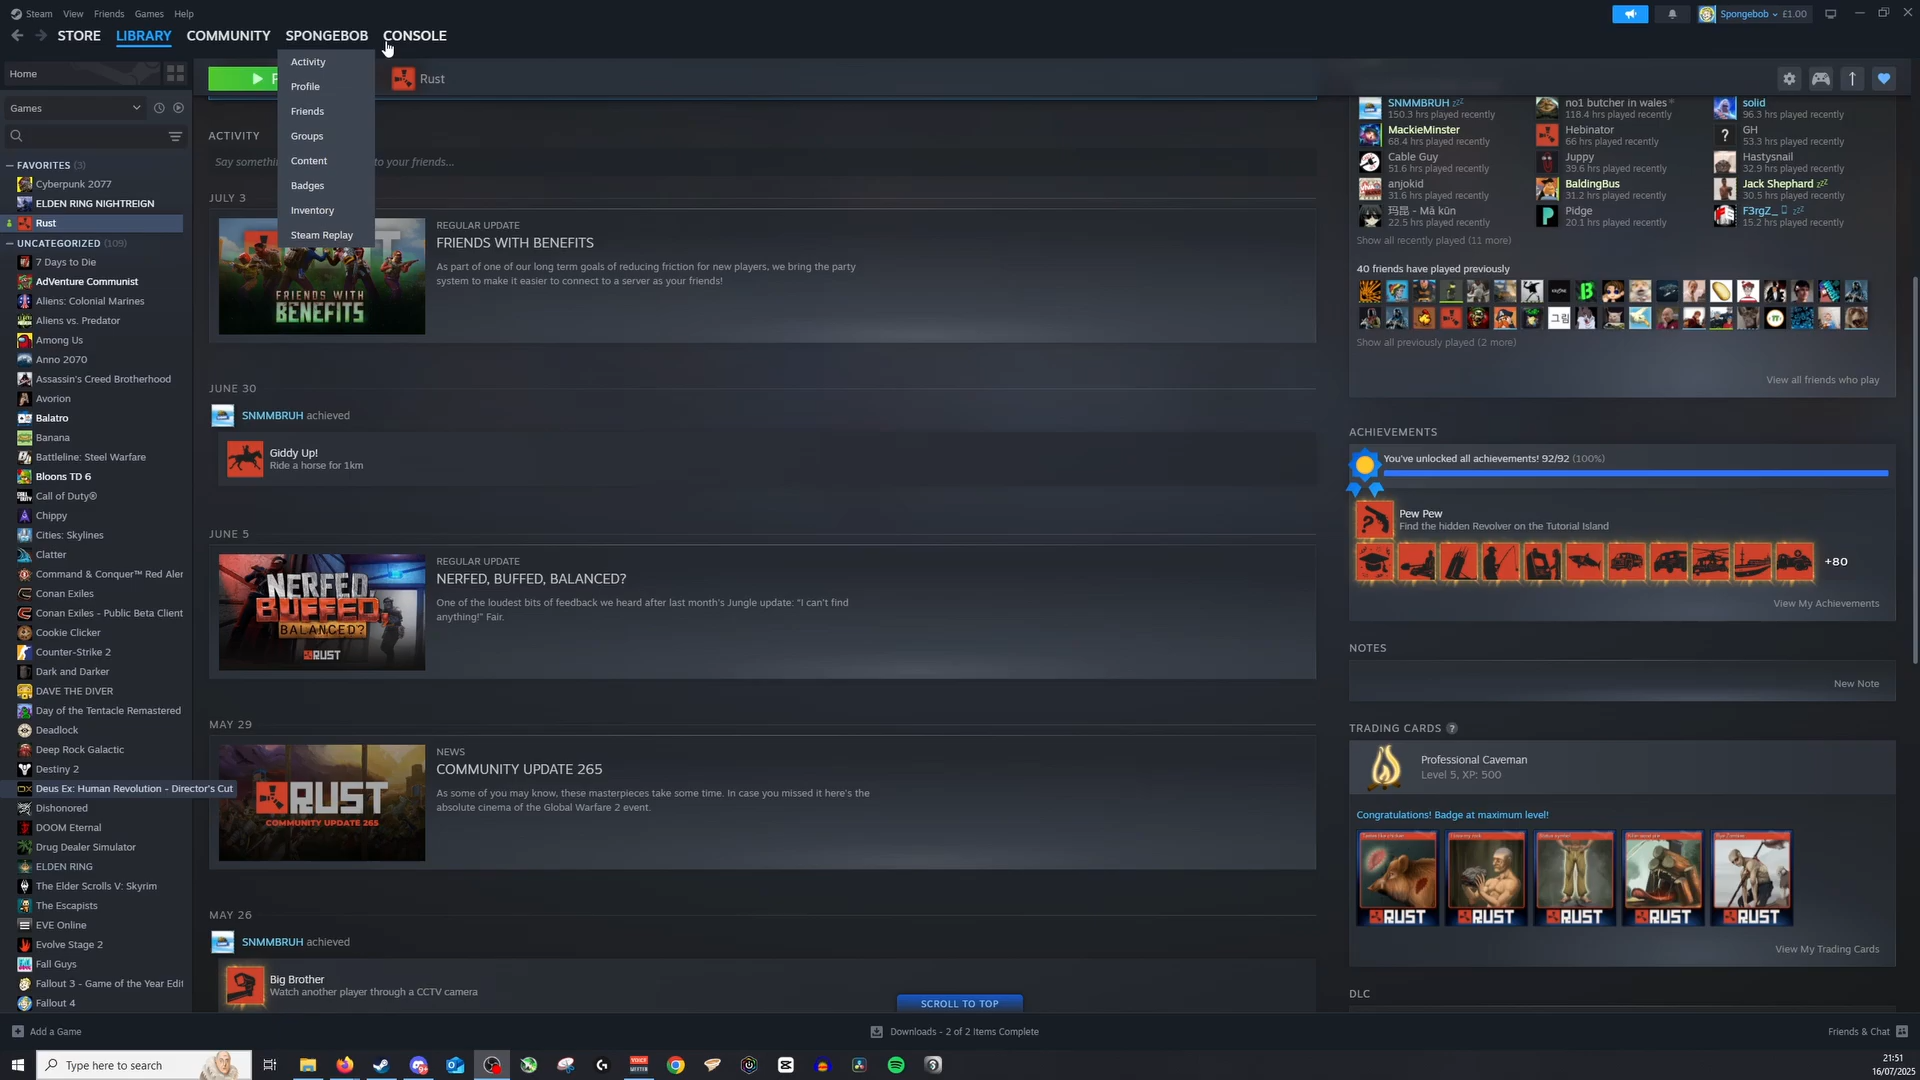 Steam View Friends Games Help
Spongebob £1.00
STORE LIBRARY COMMUNITY SPONGEBOB CONSOLE
Home
Games
FAVORITES (3)
Cyberpunk 2077
ELDEN RING NIGHTREIGN
Rust
UNCATEGORIZED (109)
7 Days to Die
AdVenture Communist
Aliens: Colonial Marines
Aliens vs. Predator
Among Us
Anno 2070
Assassin's Creed Brotherhood
Avorion
Balatro
Banana
Battleline: Steel Warfare
Bloons TD 6
Call of Duty®
Chippy
Cities: Skylines
Clatter
Command & Conquer™ Red Aler
Conan Exiles
Conan Exiles - Public Beta Client
Cookie Clicker
Counter-Strike 2
Dark and Darker
DAVE THE DIVER
Day of the Tentacle Remastered
Deadlock
Deep Rock Galactic
Destiny 2
Deus Ex: Human Revolution - Director's Cut
Dishonored
DOOM Eternal
Drug Dealer Simulator
ELDEN RING
The Elder Scrolls V: Skyrim
The Escapists
EVE Online
Evolve Stage 2
Fall Guys
Fallout 3 - Game of the Year Edit
Fallout 4
Activity
Profile
Friends
Groups
Content
Badges
Inventory
Steam Replay
Rust
ACTIVITY
Say somethi to your friends...
JULY 3
FRIENDS WITH
BENEFITS
REGULAR UPDATE
FRIENDS WITH BENEFITS
As part of one of our long term goals of reducing friction for new players, we bring the party
system to make it easier to connect to a server as your friends!
JUNE 30
SNMMBRUH achieved
Giddy Up!
Ride a horse for 1km
JUNE 5
NERFED,
BUFFED,
BALANCED?
RUST
REGULAR UPDATE
NERFED, BUFFED, BALANCED?
One of the loudest bits of feedback we heard after last month's Jungle update: "I can't find
anything!" Fair.
MAY 29
RUST
COMMUNITY UPDATE 265
NEWS
COMMUNITY UPDATE 265
As some of you may know, these masterpieces take some time. In case you missed it here's the
absolute cinema of the Global Warfare 2 event.
MAY 26
SNMMBRUH achieved
Big Brother
Watch another player through a CCTV camera
SCROLL TO TOP
SNMMBRUH zzz
150.3 hrs played recently
no1 butcher in wales *
118.4 hrs played recently
solid
96.3 hrs played recently
MackieMinster
68.4 hrs played recently
Hebinator
66 hrs played recently
GH
53.3 hrs played recently
Cable Guy
51.6 hrs played recently
Juppy
39.6 hrs played recently
Hastysnail
32.9 hrs played recently
anjokid
31.6 hrs played recently
BaldingBus
31.2 hrs played recently
Jack Shephard zzz
30.5 hrs played recently
玛昆 - Mǎ kūn
22.5 hrs played recently
Pidge
20.1 hrs played recently
F3rgZ_ zzz
15.2 hrs played recently
Show all recently played (11 more)
40 friends have played previously
그림
Show all previously played (2 more)
View all friends who play
ACHIEVEMENTS
You've unlocked all achievements! 92/92 (100%)
Pew Pew
Find the hidden Revolver on the Tutorial Island
+80
View My Achievements
NOTES
New Note
TRADING CARDS ?
Professional Caveman
Level 5, XP: 500
Congratulations! Badge at maximum level!
RUST RUST RUST RUST RUST
View My Trading Cards
DLC
Add a Game
Downloads - 2 of 2 Items Complete
Friends & Chat
Type here to search
21:51
16/07/2025